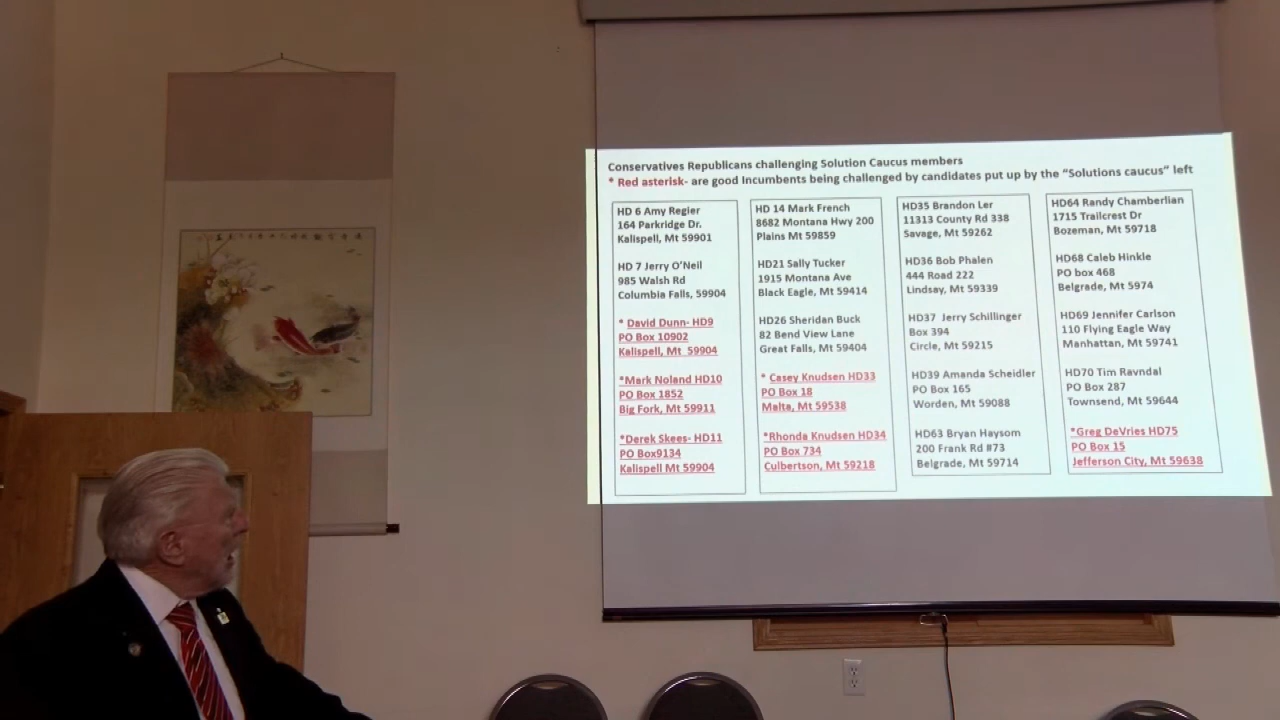 Conservatives Republicans challenging Solution Caucus members
* Red asterisk- are good Incumbents being challenged by candidates put up by the "Solutions caucus" left
HD 6 Amy Regier
164 Parkridge Dr.
Kalispell, Mt 59901
HD 7 Jerry O'Neil
985 Walsh Rd
Columbia Falls, 59904
* David Dunn- HD9
PO Box 10902
Kalispell, Mt 59904
*Mark Noland HD10
PO Box 1852
Big Fork, Mt 59911
*Derek Skees- HD11
PO Box9134
Kalispell Mt 59904
HD 14 Mark French
8682 Montana Hwy 200
Plains Mt 59859
HD21 Sally Tucker
1915 Montana Ave
Black Eagle, Mt 59414
HD26 Sheridan Buck
82 Bend View Lane
Great Falls, Mt 59404
* Casey Knudsen HD33
PO Box 18
Malta, Mt 59538
*Rhonda Knudsen HD34
PO Box 734
Culbertson, Mt 59218
HD35 Brandon Ler
11313 County Rd 338
Savage, Mt 59262
HD36 Bob Phalen
444 Road 222
Lindsay, Mt 59339
HD37 Jerry Schillinger
Box 394
Circle, Mt 59215
HD39 Amanda Scheidler
PO Box 165
Worden, Mt 59088
HD63 Bryan Haysom
200 Frank Rd #73
Belgrade, Mt 59714
HD64 Randy Chamberlian
1715 Trailcrest Dr
Bozeman, Mt 59718
HD68 Caleb Hinkle
PO box 468
Belgrade, Mt 5974
HD69 Jennifer Carlson
110 Flying Eagle Way
Manhattan, Mt 59741
HD70 Tim Ravndal
PO Box 287
Townsend, Mt 59644
*Greg DeVries HD75
PO Box 15
Jefferson City, Mt 59638